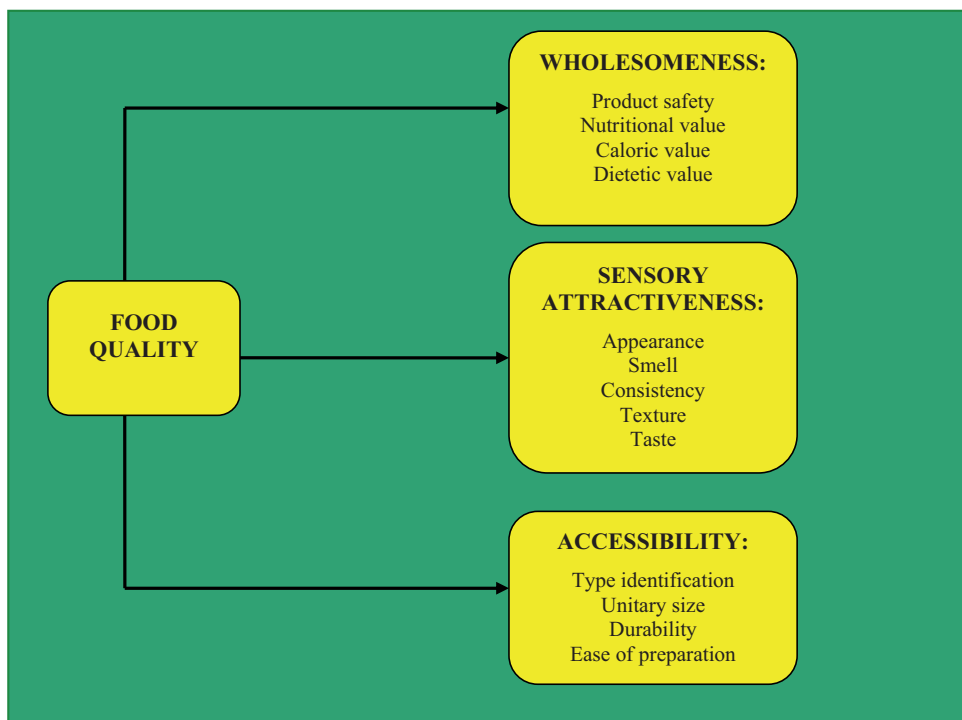 FOOD
QUALITY
WHOLESOMENESS:
Product safety
Nutritional value
Caloric value
Dietetic value
SENSORY
ATTRACTIVENESS:
Appearance
Smell
Consistency
Texture
Taste
ACCESSIBILITY:
Type identification
Unitary size
Durability
Ease of preparation